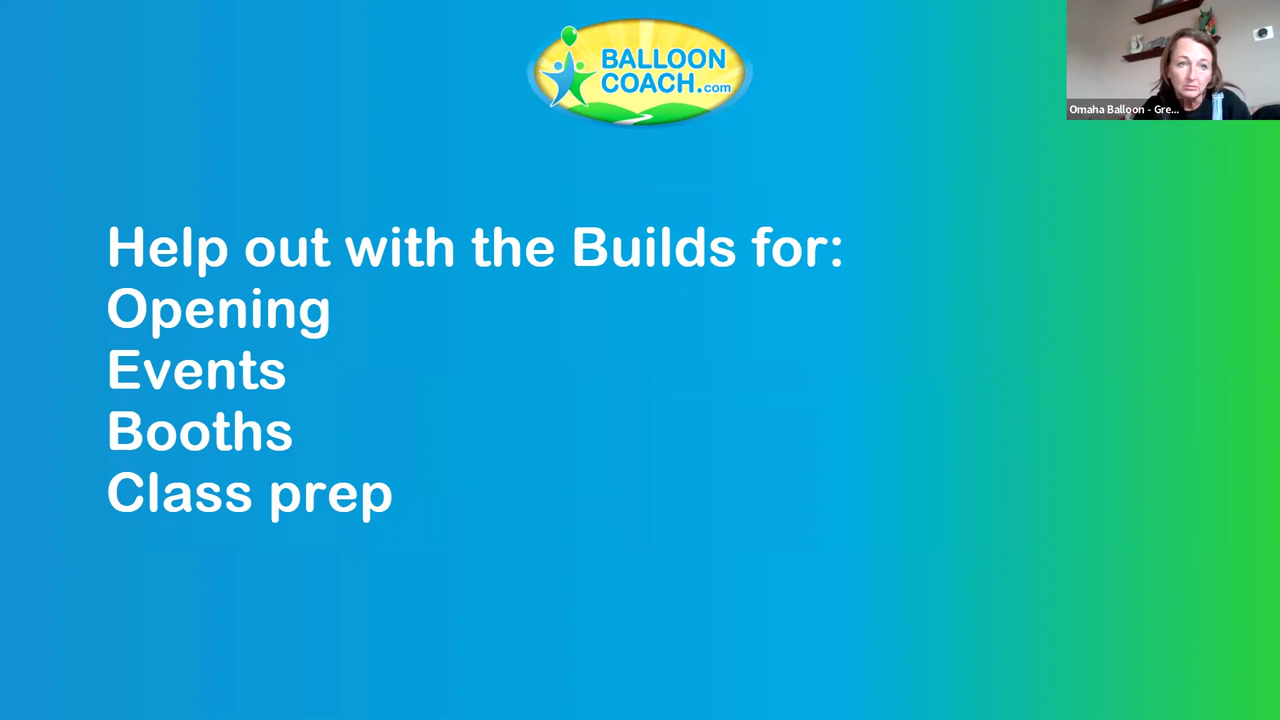 BALLOON
COACH.com
Omaha Balloon - Gre...
Help out with the Builds for:
Opening
Events
Booths
Class prep